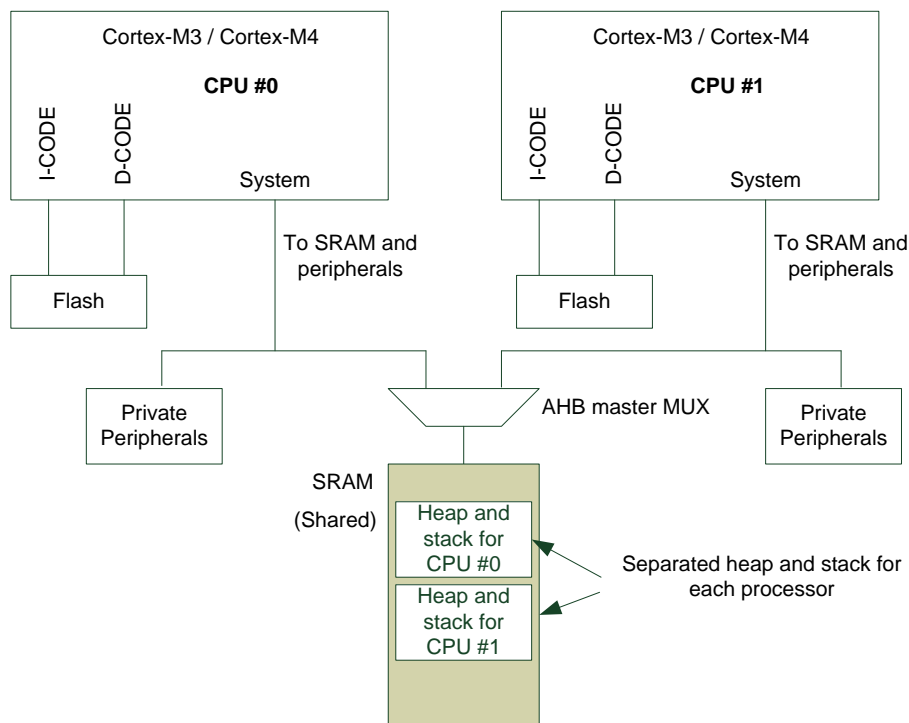 Cortex-M3 / Cortex-M4
CPU #0
I-CODE
D-CODE
System
To SRAM and
peripherals
Flash
Private
Peripherals
Cortex-M3 / Cortex-M4
CPU #1
I-CODE
D-CODE
System
To SRAM and
peripherals
Flash
Private
Peripherals
AHB master MUX
SRAM
(Shared)
Heap and
stack for
CPU #0
Heap and
stack for
CPU #1
Separated heap and stack for
each processor